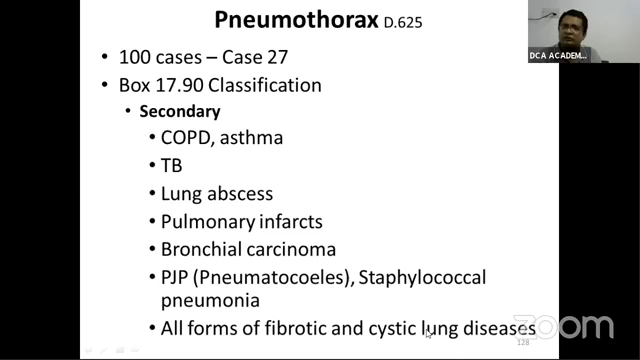 Pneumothorax D.625
• 100 cases – Case 27
• Box 17.90 Classification
• Secondary
• COPD, asthma
• TB
• Lung abscess
• Pulmonary infarcts
• Bronchial carcinoma
• PJP (Pneumatocoeles), Staphylococcal
pneumonia
• All forms of fibrotic and cystic lung diseases
DCA ACADEM...
zoom
128